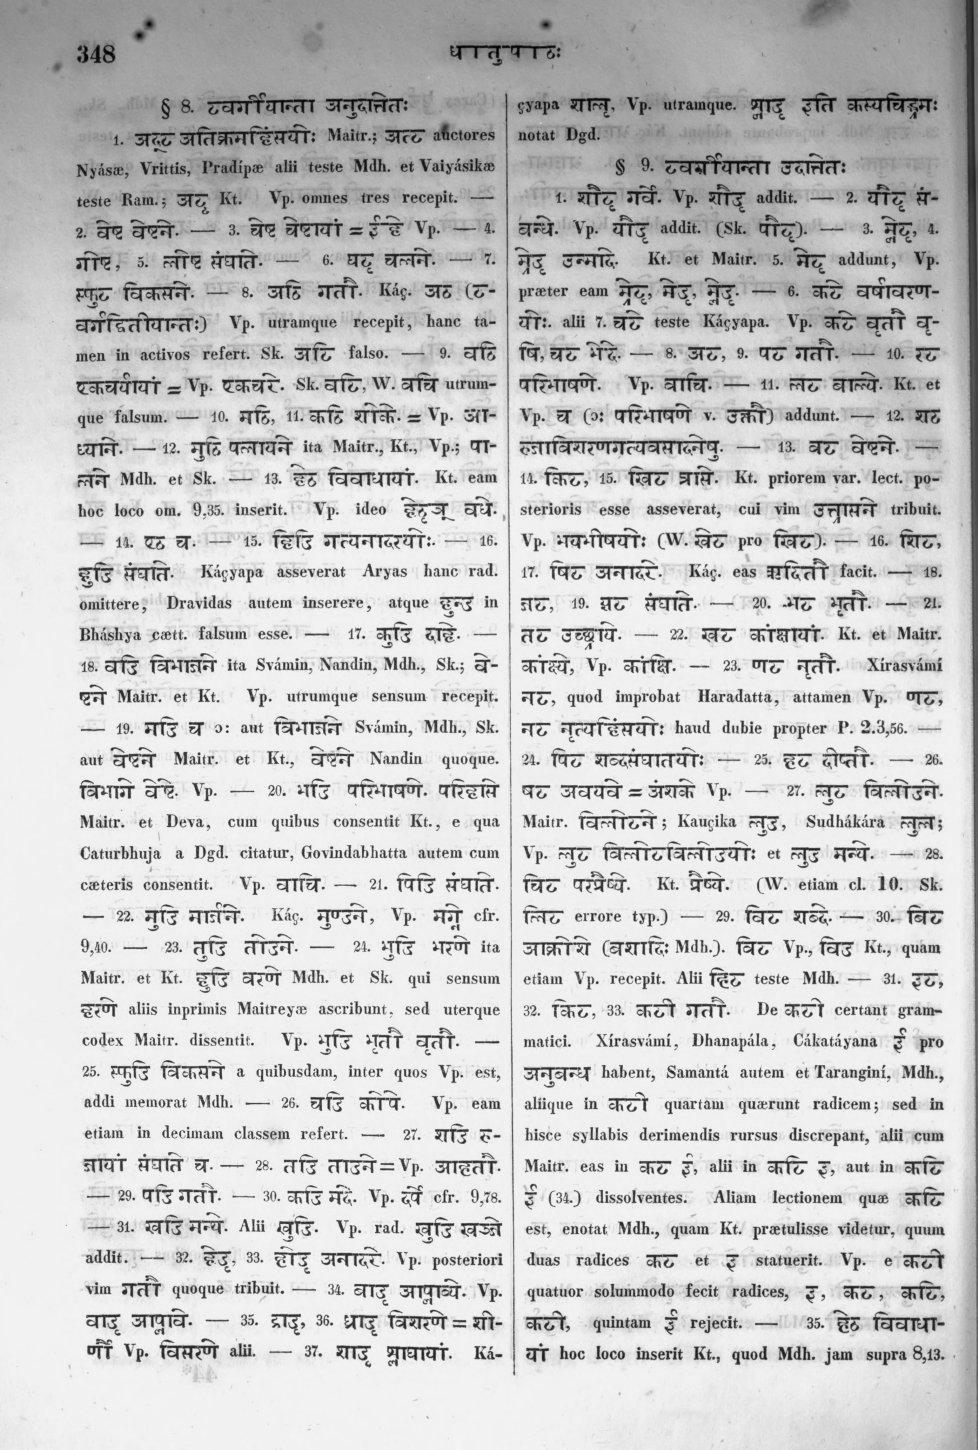 348
धातुपाठः
§ 8. टवर्गीयान्ता अनुदात्तेतः
1. अट्ट अतिक्रमहिंसयोः Maitr.; अत्ट auctores
Nyásæ, Vrittis, Pradípæ alii teste Mdh. et Vaiyásikæ
teste Ram.; अद्ट Kt. Vp. omnes tres recepit. —
2. वेष्ट वेष्टने. — 3. चेष्ट चेष्टायां = ईहे Vp. — 4.
गोष्ट, 5. लोष्ट संघाते. — 6. घट्ट चलने. — 7.
स्फुट विकसने. — 8. अठि गतौ. Káç. अठ (ट-
वर्गद्वितीयान्तः) Vp. utramque recepit, hanc ta-
men in activos refert. Sk. अटि falso. — 9. वठि
एकचर्यायां = Vp. एकचरे. Sk. वटि, W. वचि utrum-
que falsum. — 10. मठि, 11. कठि शोके. = Vp. आ-
ध्याने. — 12. मुठि पलायने ita Maitr., Kt., Vp.; पा-
लने Mdh. et Sk. — 13. हेठ विबाधायां. Kt. eam
hoc loco om. 9,35. inserit. Vp. ideo हेठृञ् वधे.
— 14. एठ च. — 15. हिडि गत्यनादरयोः. — 16.
हुडि संघाते. Káçyapa asseverat Aryas hanc rad.
omittere, Dravidas autem inserere, atque हुन्ड in
Bháshya cætt. falsum esse. — 17. कुडि दाहे. —
18. वडि विभाजने ita Svámin, Nandin, Mdh., Sk.; वे-
ष्टने Maitr. et Kt. Vp. utrumque sensum recepit.
— 19. मडि च ɔ: aut विभाजने Svámin, Mdh., Sk.
aut वेष्टने Maitr. et Kt., वेष्टने Nandin quoque.
विभागे वेष्टे. Vp. — 20. भडि परिभाषणे. परिहासे
Maitr. et Deva, cum quibus consentit Kt., e qua
Caturbhuja a Dgd. citatur, Govindabhatta autem cum
cæteris consentit. Vp. वाचि. — 21. पिडि संघाते.
— 22. मुडि मार्जने. Káç. मुण्डने, Vp. मग्ने cfr.
9,40. — 23. तुडि तोडने. — 24. भुडि भरणे ita
Maitr. et Kt. हुडि वरणे Mdh. et Sk. qui sensum
हरणे aliis inprimis Maitreyæ ascribunt, sed uterque
codex Maitr. dissentit. Vp. भुडि भृतौ वृतौ. —
25. स्फुडि विकसने a quibusdam, inter quos Vp. est,
addi memorat Mdh. — 26. चडि कोपे. Vp. eam
etiam in decimam classem refert. — 27. शडि रु-
जायां संघाते च. — 28. तडि ताडने = Vp. आहतौ.
— 29. पडि गतौ. — 30. कडि मदे. Vp. दर्पे cfr. 9,78.
— 31. खडि मन्थे. Alii खुडि. Vp. rad. खुडि खञ्जे
addit. — 32. हेडृ, 33. होडृ अनादरे. Vp. posteriori
vim गतौ quoque tribuit. — 34. वाडृ आप्लाव्ये. Vp.
वाडृ आप्लावे. — 35. द्राडृ, 36. ध्राडृ विशरणे = शी-
र्णौ Vp. विसरणे alii. — 37. शाडृ श्लाघायां. Ká-
çyapa शालृ, Vp. utramque. श्लाडृ इति कस्यचिद्भ्रमः
notat Dgd.
§ 9. टवर्गीयान्ता उदात्तेतः
1. शौटृ गर्वे. Vp. शौडृ addit. — 2. यौटृ सं-
बन्धे. Vp. यौडृ addit. (Sk. पौटृ). — 3. म्लेटृ, 4.
म्रेडृ उन्मादे. Kt. et Maitr. 5. मेटृ addunt, Vp.
præter eam म्रेटृ, मेडृ, म्लेडृ. — 6. कटे वर्षावरण-
योः. alii 7. चटे teste Káçyapa. Vp. कटे वृतौ वृ-
षि, चट भेदे. — 8. अट, 9. पट गतौ. — 10. रट
परिभाषणे. Vp. वाचि. — 11. लट बाल्ये. Kt. et
Vp. च (ɔ: परिभाषणे v. उक्तौ) addunt. — 12. शट
रुजाविशरणगत्यवसादनेषु. — 13. वट वेष्टने. —
14. किट, 15. खिट त्रासे. Kt. priorem var. lect. po-
sterioris esse asseverat, cui vim उत्त्रासने tribuit.
Vp. भयभीषयोः (W. खेट pro खिट). — 16. शिट,
17. षिट अनादरे. Káç. eas ऋदितौ facit. — 18.
जट, 19. झट संघाते. — 20. भट भृतौ. — 21.
तट उच्छ्राये. — 22. खट कांक्षायां. Kt. et Maitr.
कांक्ष्ये, Vp. कांक्षि. — 23. णट नृतौ. Xírasvámí
नट, quod improbat Haradatta, attamen Vp. णट,
नट नृत्यहिंसयोः haud dubie propter P. 2.3,56. —
24. पिट शब्दसंघातयोः — 25. हट दीप्तौ. — 26.
षट अवयवे = अंशके Vp. — 27. लुट विलोडने.
Maitr. विलोटने; Kauçika लुड, Sudhákára लुल;
Vp. लुट विलोटविलोडयोः et लुड मन्थे. — 28.
चिट परप्रैष्ये. Kt. प्रैष्ये. (W. etiam cl. 10. Sk.
लिट errore typ.) — 29. विट शब्दे. — 30. बिट
आक्रोशे (बशादिः Mdh.). विट Vp., विड Kt., quam
etiam Vp. recepit. Alii हिट teste Mdh. — 31. इट,
32. किट, 33. कटी गतौ. De कटी certant gram-
matici. Xírasvámí, Dhanapála, Cákatáyana ई pro
अनुबन्ध habent, Samantá autem et Taranginí, Mdh.,
aliique in कटी quartam quærunt radicem; sed in
hisce syllabis derimendis rursus discrepant, alii cum
Maitr. eas in कट ई, alii in कटि इ, aut in कटि
ई (34.) dissolventes. Aliam lectionem quæ कटि
est, enotat Mdh., quam Kt. prætulisse videtur, quum
duas radices कट et इ statuerit. Vp. e कटी
quatuor solummodo fecit radices, इ, कट, कटि,
कटी, quintam ई rejecit. — 35. हेठ विबाधा-
यां hoc loco inserit Kt., quod Mdh. jam supra 8,13.